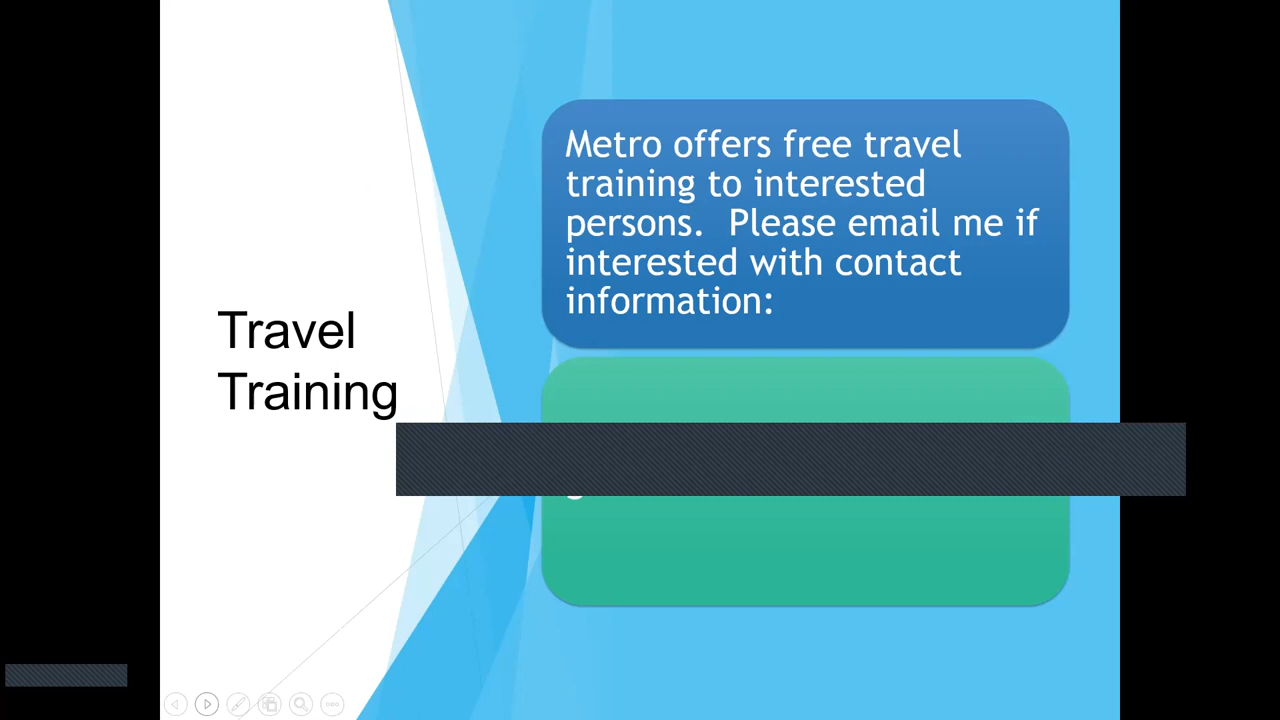 Travel
Training
Metro offers free travel
training to interested
persons.  Please email me if
interested with contact
information: